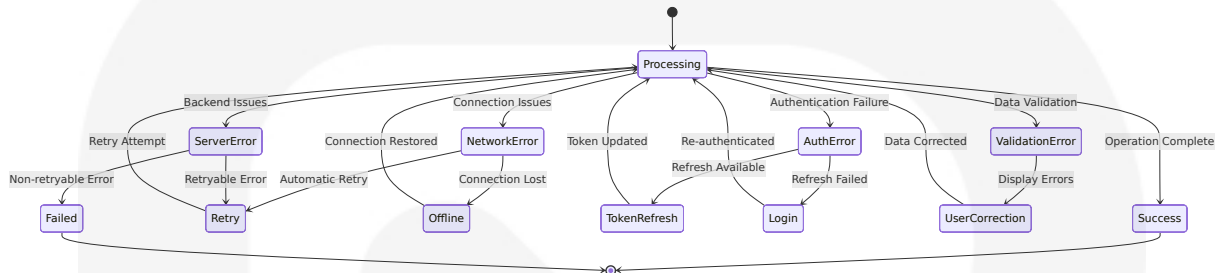 Processing
Backend Issues
Connection Issues
Authentication Failure
Data Validation
Retry Attempt
ServerError
Connection Restored
NetworkError
Token Updated
Re-authenticated
AuthError
Data Corrected
ValidationError
Operation Complete
Refresh Available
Non-retryable Error
Retryable Error
Automatic Retry
Connection Lost
Refresh Failed
Display Errors
Failed
Retry
Offline
TokenRefresh
Login
UserCorrection
Success